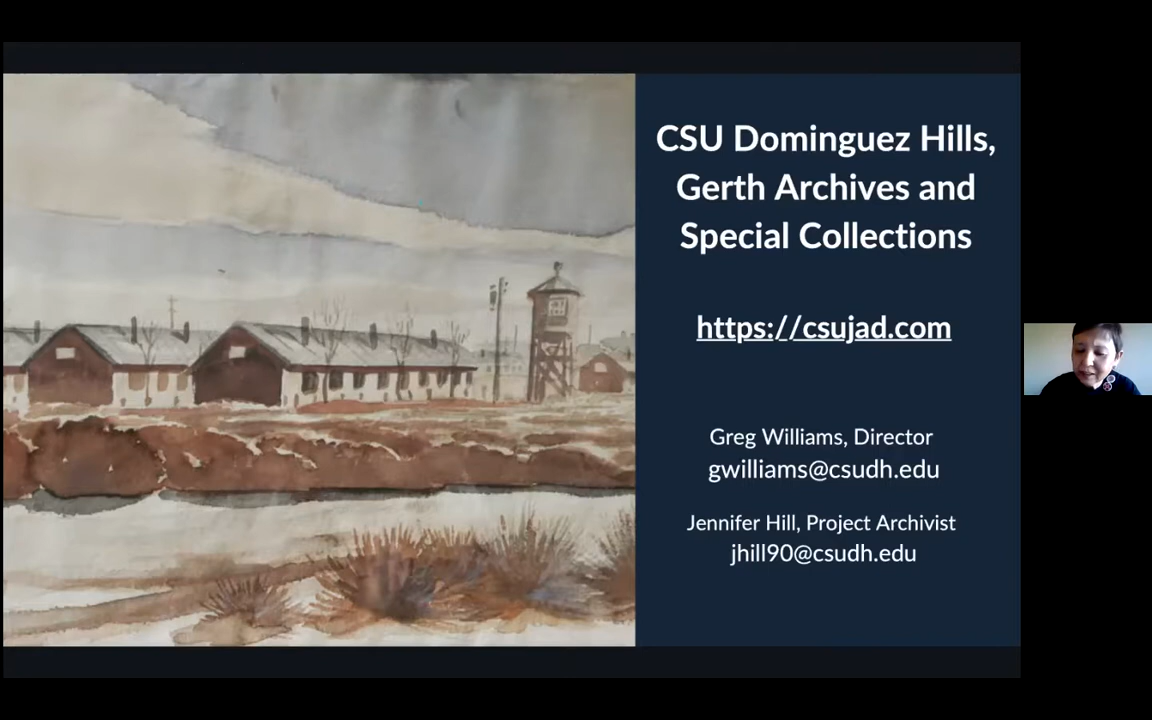 CSU Dominguez Hills,
Gerth Archives and
Special Collections
https://csujad.com
Greg Williams, Director
gwilliams@csudh.edu
Jennifer Hill, Project Archivist
jhill90@csudh.edu